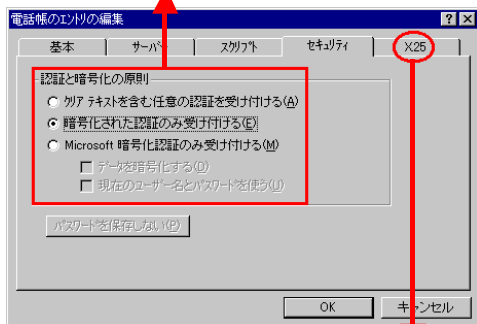 電話帳のエントリの編集
基本 サーバー スクリプト セキュリティ X25
認証と暗号化の原則
クリア テキストを含む任意の認証を受け付ける(A)
暗号化された認証のみ受け付ける(E)
Microsoft 暗号化認証のみ受け付ける(M)
データを暗号化する(D)
現在のユーザー名とパスワードを使う(U)
パスワードを保存しない(P)
OK キャンセル